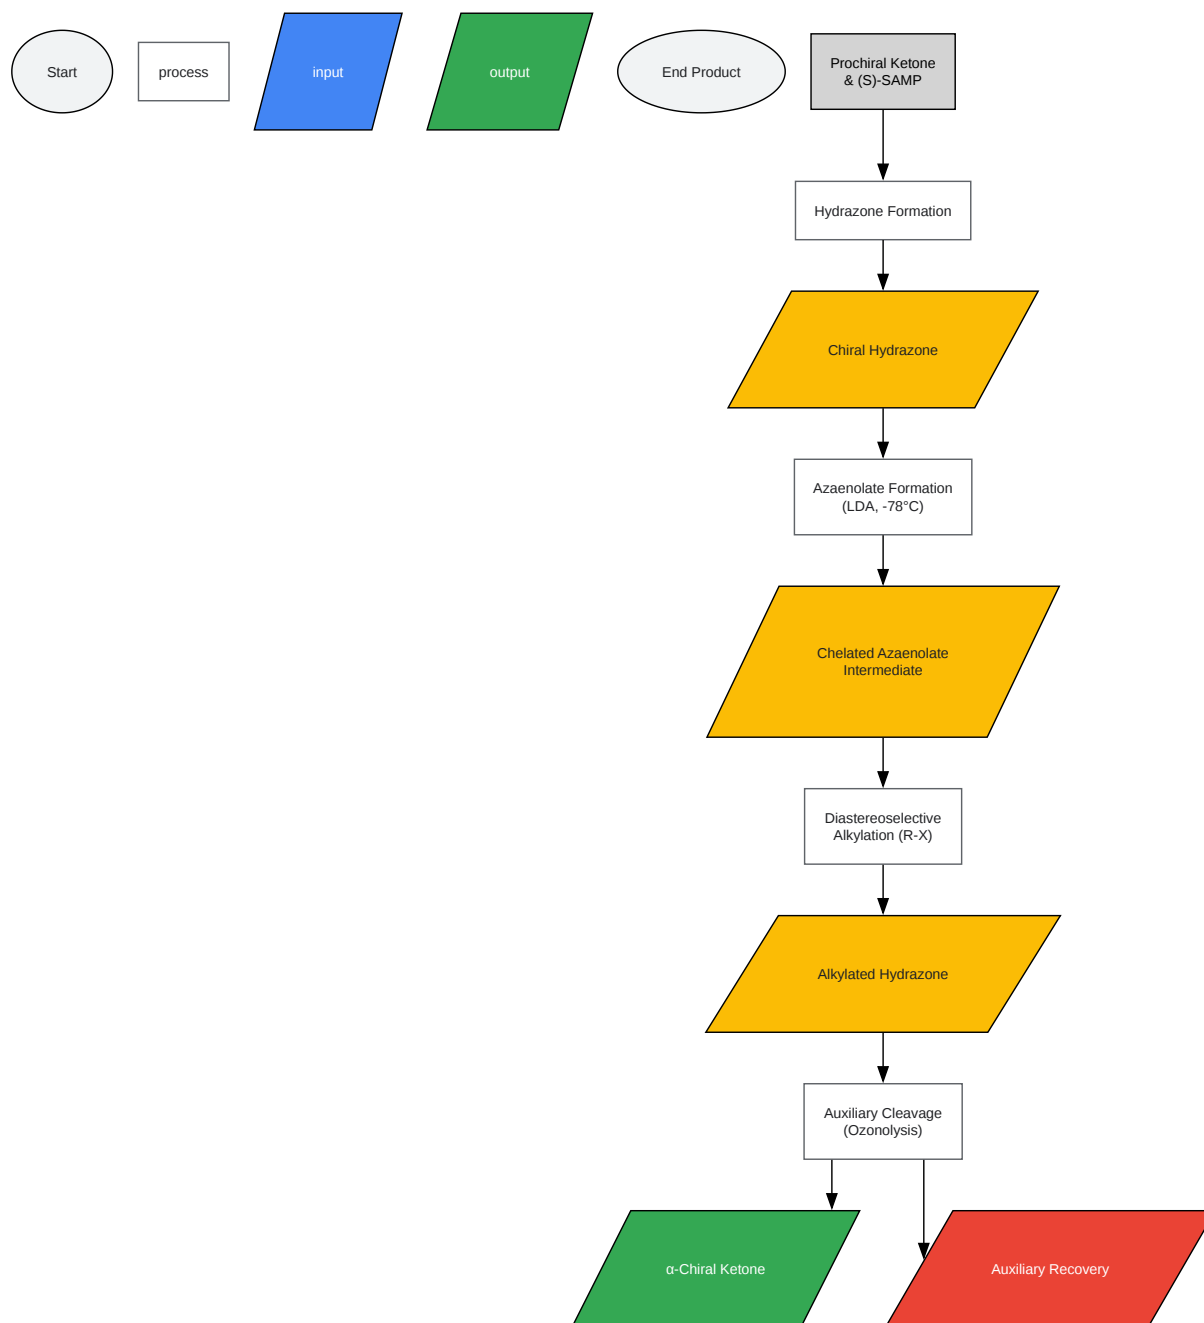 Start
process
input
output
End Product
Prochiral Ketone
& (S)-SAMP
Hydrazone Formation
Chiral Hydrazone
Azaenolate Formation
(LDA, -78°C)
Chelated Azaenolate
Intermediate
Diastereoselective
Alkylation (R-X)
Alkylated Hydrazone
Auxiliary Cleavage
(Ozonolysis)
α-Chiral Ketone
Auxiliary Recovery